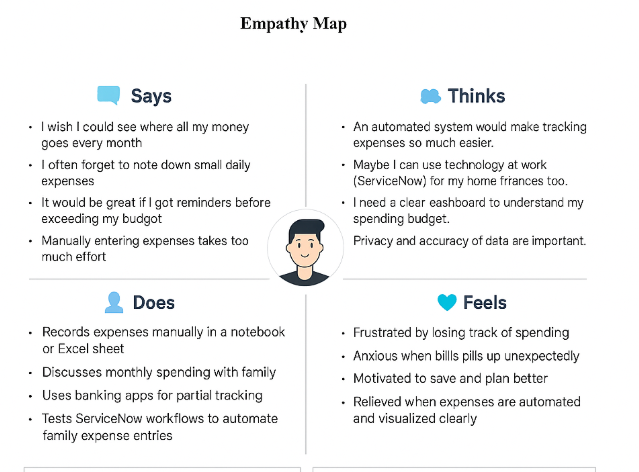 Empathy Map
Says
• I wish I could see where all my money
goes every month
• I often forget to note down small daily
expenses
• It would be great if I got reminders before
exceeding my budgot
• Manually entering expenses takes too
much effort
Thinks
• An automated system would make tracking
expenses so much easier.
• Maybe I can use technology at work
(ServiceNow) for my home frrances too.
• I need a clear eashboard to understand my
spending budget.
Privacy and accuracy of data are important.
Does
• Records expenses manually in a notebook
or Excel sheet
• Discusses monthly spending with family
• Uses banking apps for partial tracking
• Tests ServiceNow workflows to automate
family expense entries
Feels
• Frustrated by losing track of spending
• Anxious when billls pills up unexpectedly
• Motivated to save and plan better
• Relieved when expenses are automated
and visualized clearly